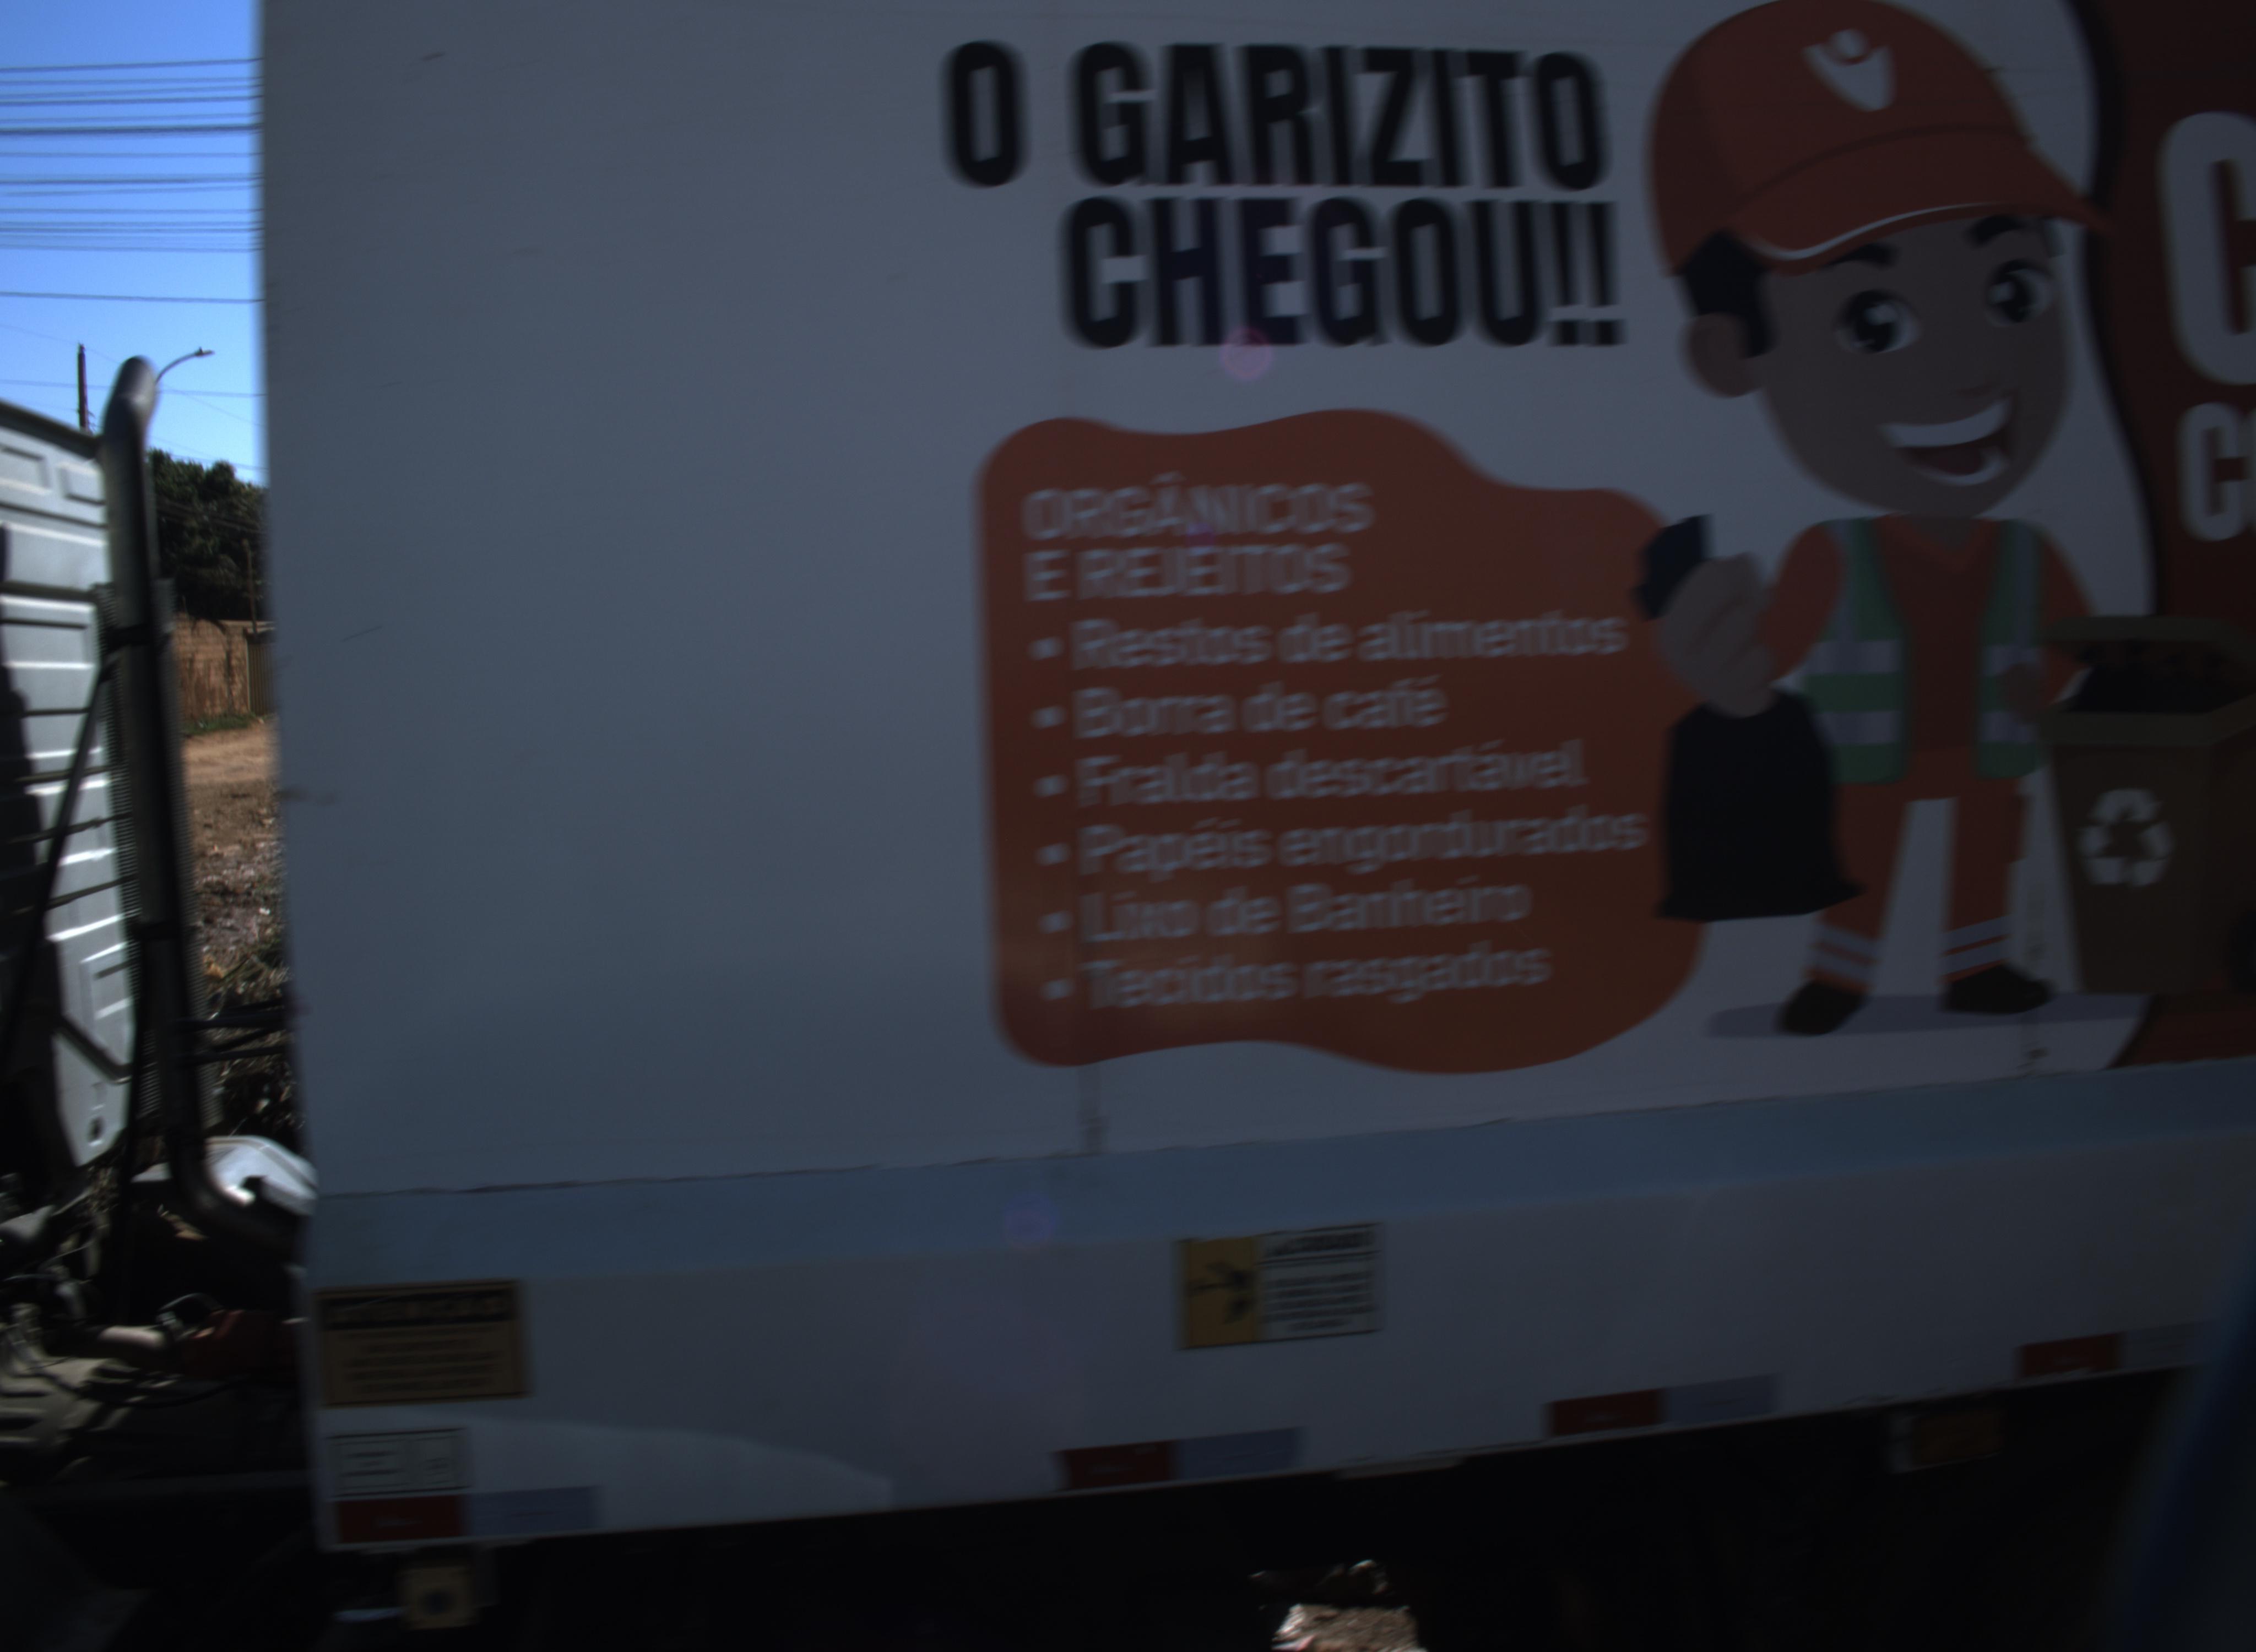 O GARIZITO
CHEGOU!!
ORGÂNICOS
E REJEITOS
• Restos de alimentos
• Borra de café
• Fralda descartável
• Papéis engordurados
• Lixo de Banheiro
• Tecidos rasgados